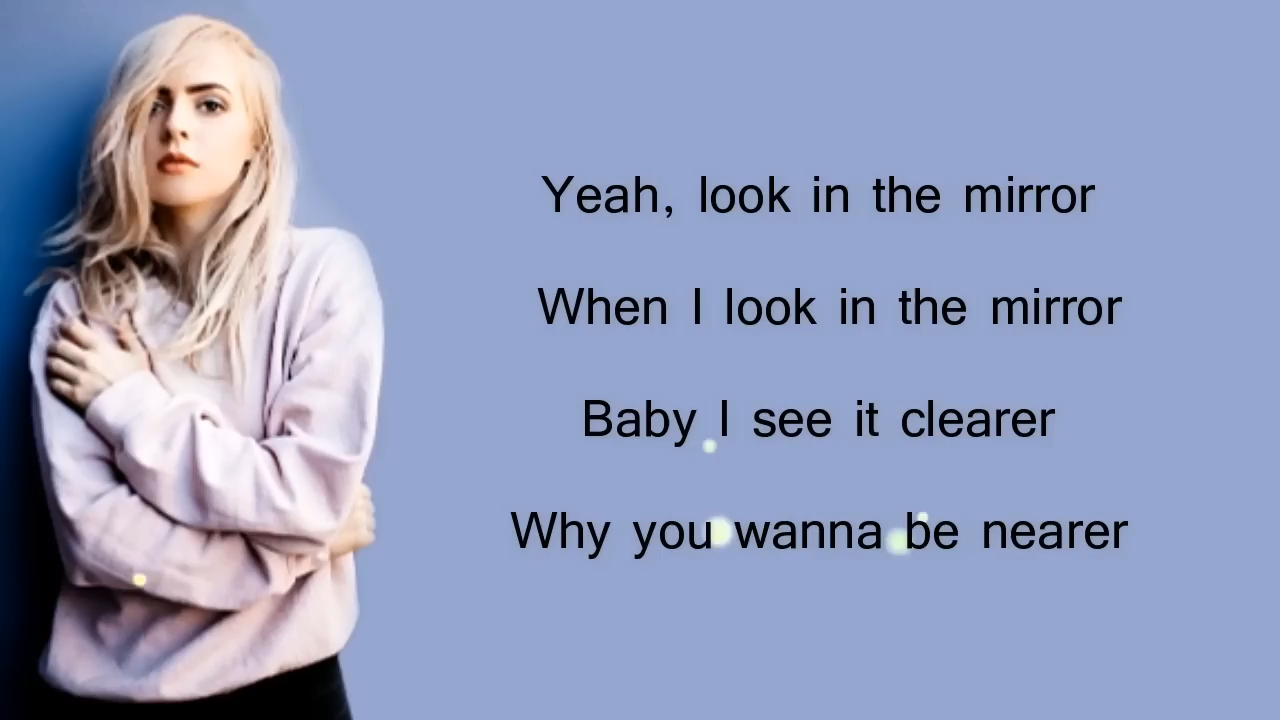 Yeah, look in the mirror
When I look in the mirror
Baby I see it clearer
Why you wanna be nearer